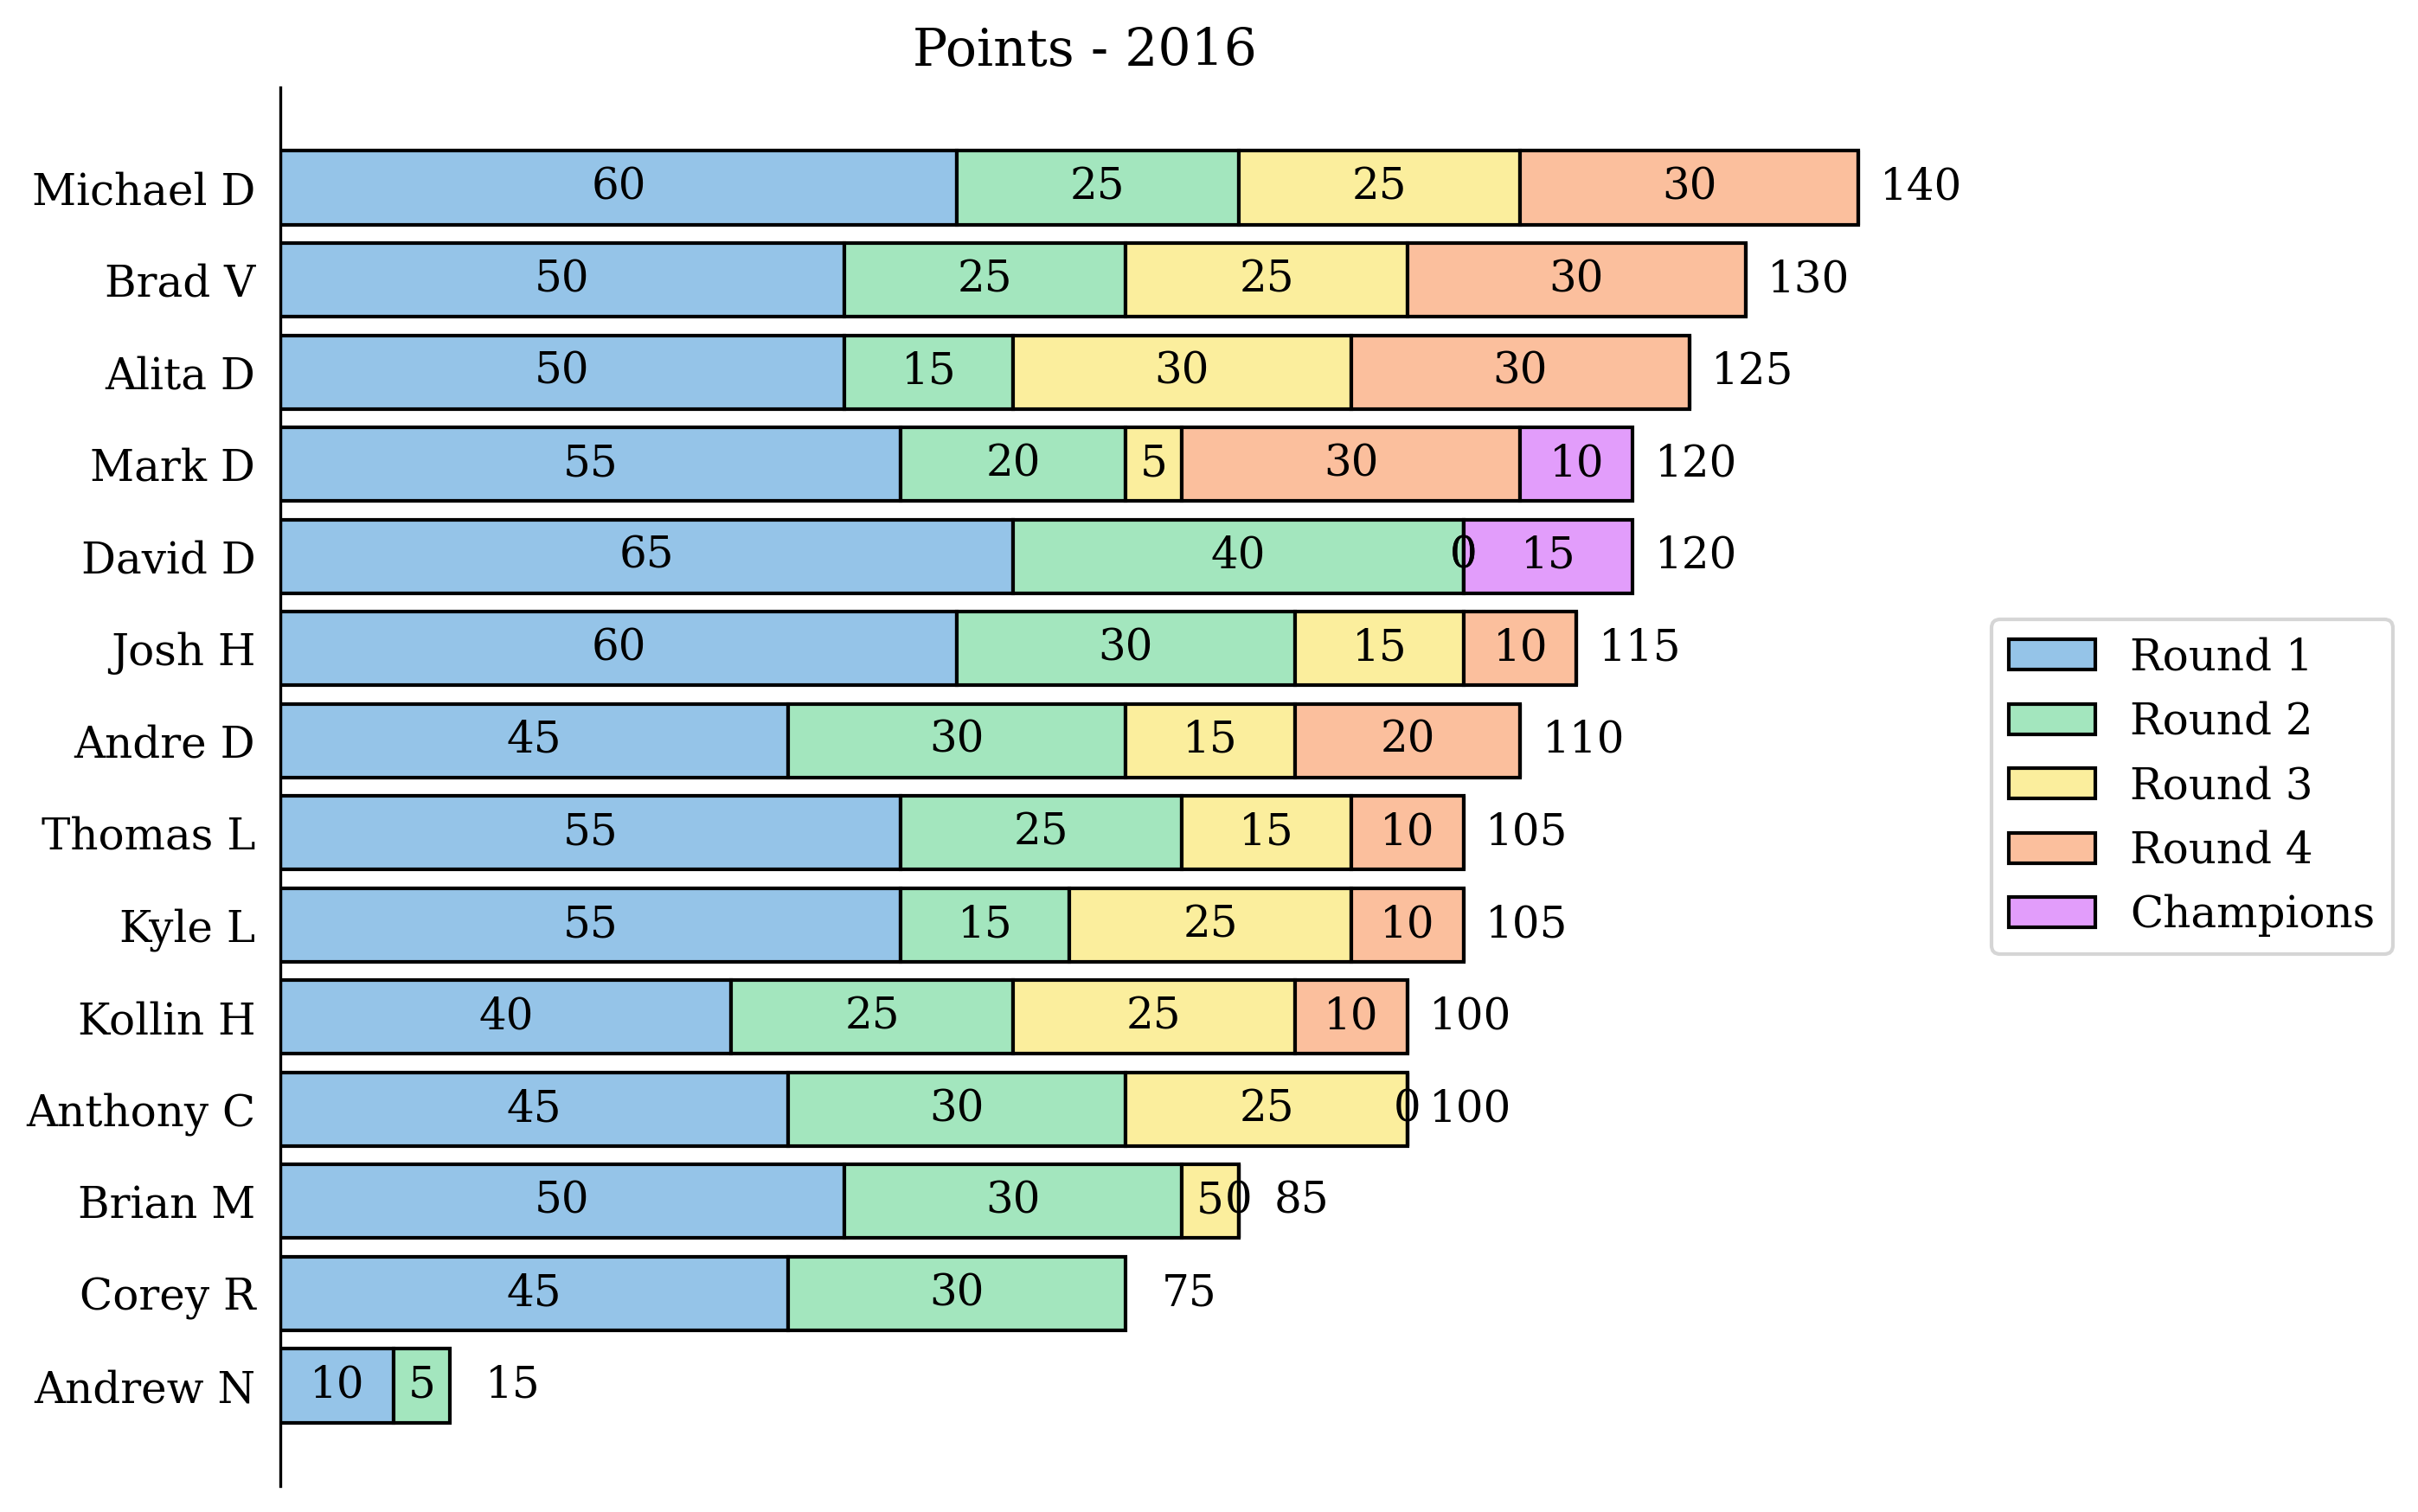 Points - 2016
Michael D 60 25 25 30 140
Brad V 50 25 25 30 130
Alita D 50 15 30 30 125
Mark D 55 20 5 30 10 120
David D 65 40 0 15 120
Josh H 60 30 15 10 115
Andre D 45 30 15 20 110
Thomas L 55 25 15 10 105
Kyle L 55 15 25 10 105
Kollin H 40 25 25 10 100
Anthony C 45 30 25 0 100
Brian M 50 30 5 0 85
Corey R 45 30 75
Andrew N 10 5 15
Round 1
Round 2
Round 3
Round 4
Champions